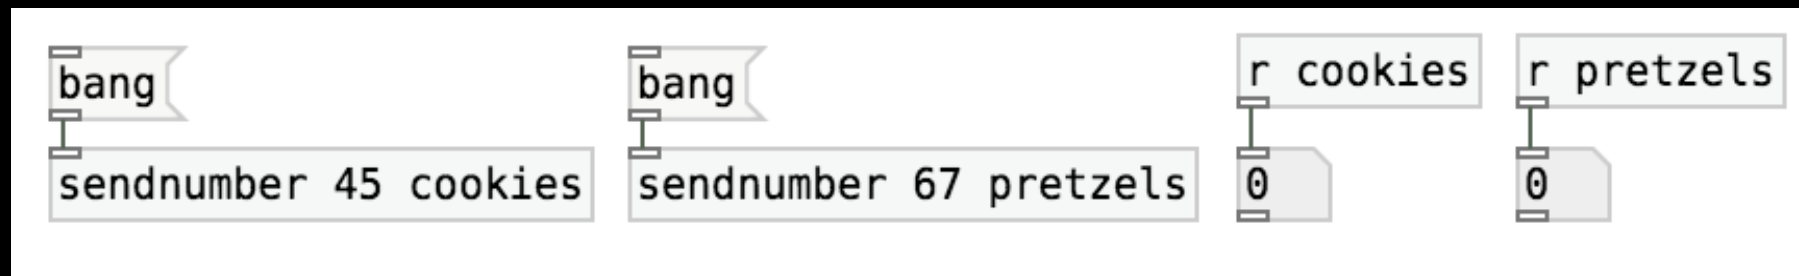 bang
sendnumber 45 cookies
bang
sendnumber 67 pretzels
r cookies
0
r pretzels
0